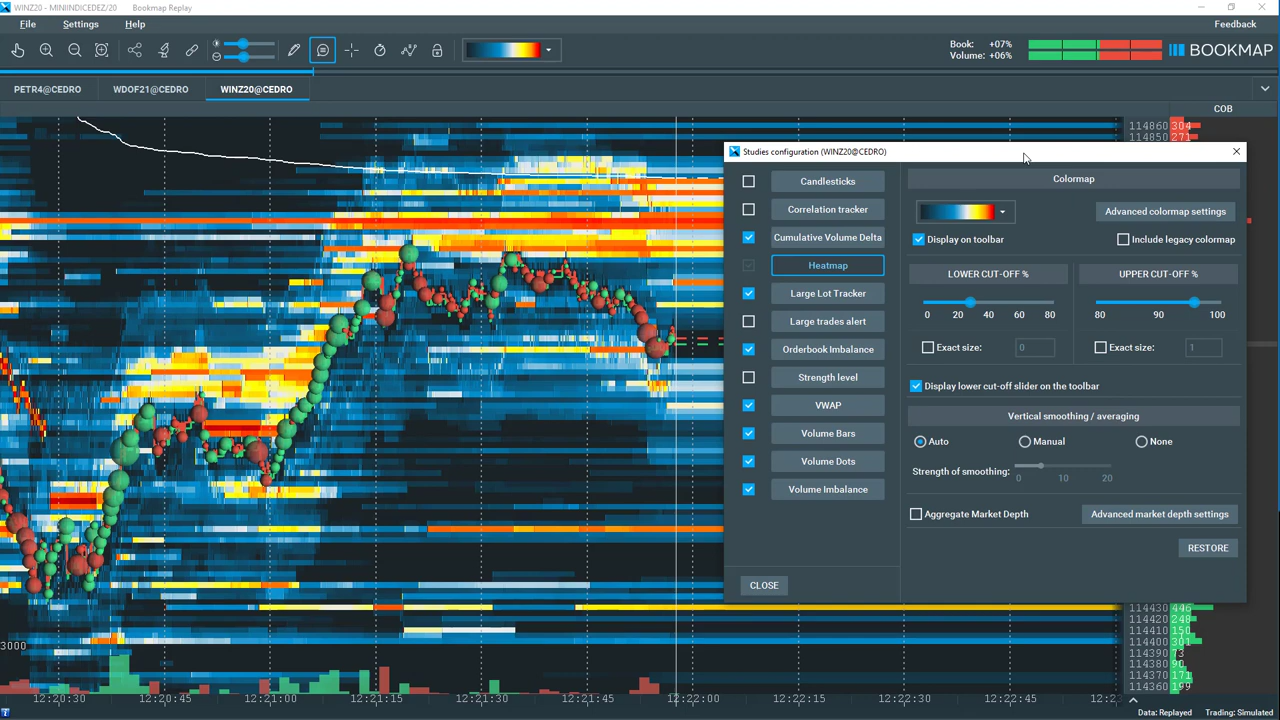 WINZ20 - MINIINDICEDEZ/20
Bookmap Replay
File
Settings
Help
Feedback
Book: +07%
Volume: +06%
BOOKMAP
PETR4@CEDRO
WDOF21@CEDRO
WINZ20@CEDRO
COB
114860 304
114850 271
Studies configuration (WINZ20@CEDRO)
Candlesticks
Correlation tracker
Cumulative Volume Delta
Heatmap
Large Lot Tracker
Large trades alert
Orderbook Imbalance
Strength level
VWAP
Volume Bars
Volume Dots
Volume Imbalance
CLOSE
Colormap
Advanced colormap settings
Display on toolbar
Include legacy colormap
LOWER CUT-OFF %
UPPER CUT-OFF %
0 20 40 60 80
80 90 100
Exact size: 0
Exact size: 1
Display lower cut-off slider on the toolbar
Vertical smoothing / averaging
Auto
Manual
None
Strength of smoothing:
0 10 20
Aggregate Market Depth
Advanced market depth settings
RESTORE
114430 446
114420 248
114410 150
114400 301
114390 73
114380 90
114370 171
114360 199
3000
12:20:30
12:20:45
12:21:00
12:21:15
12:21:30
12:21:45
12:22:00
12:22:15
12:22:30
12:22:45
12:2
Data: Replayed
Trading: Simulated